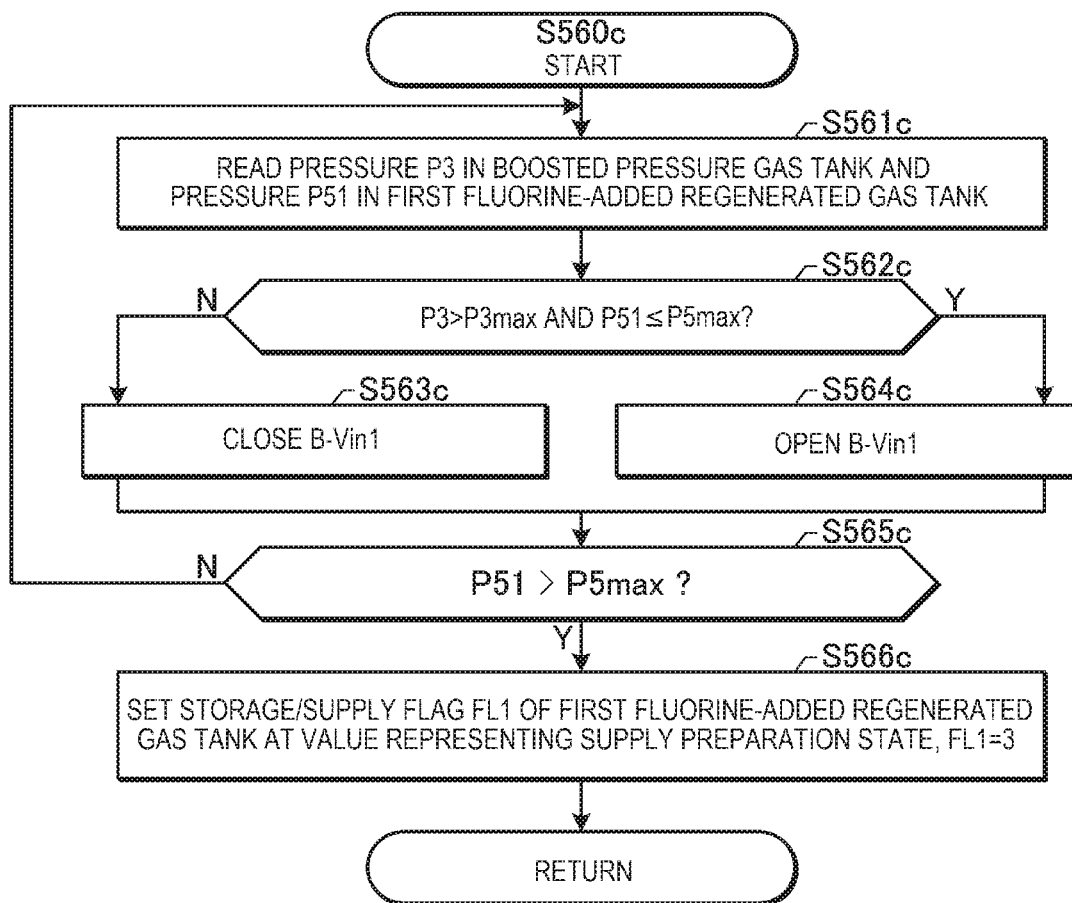 S560c
START
S561c
READ PRESSURE P3 IN BOOSTED PRESSURE GAS TANK AND
PRESSURE P51 IN FIRST FLUORINE-ADDED REGENERATED GAS TANK
S562c
N
P3>P3max AND P51≤P5max?
Y
S563c
CLOSE B-Vin1
S564c
OPEN B-Vin1
S565c
N
P51 > P5max ?
Y
S566c
SET STORAGE/SUPPLY FLAG FL1 OF FIRST FLUORINE-ADDED REGENERATED
GAS TANK AT VALUE REPRESENTING SUPPLY PREPARATION STATE, FL1=3
RETURN